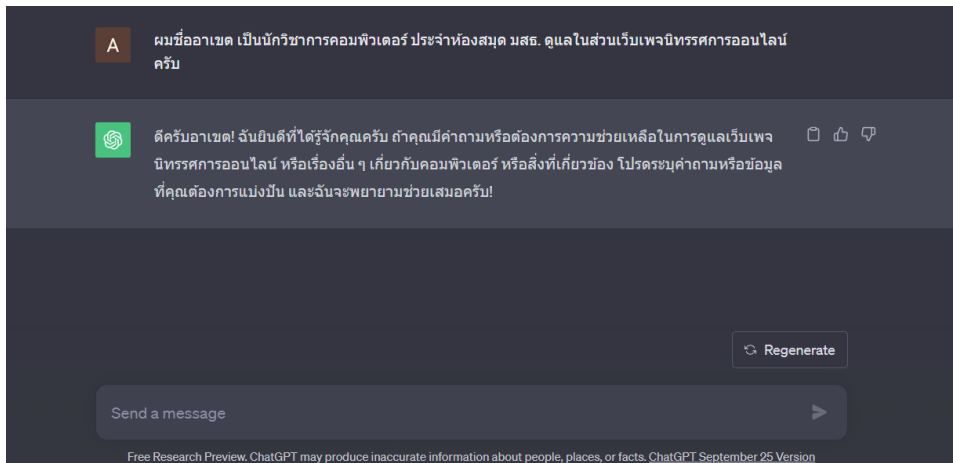 A
ผมชื่ออาเขต เป็นนักวิชาการคอมพิวเตอร์ ประจำห้องสมุด มสธ. ดูแลในส่วนเว็บเพจนิทรรศการออนไลน์
ครับ
ดีครับอาเขต! ฉันยินดีที่ได้รู้จักคุณครับ ถ้าคุณมีคำถามหรือต้องการความช่วยเหลือในการดูแลเว็บเพจ
นิทรรศการออนไลน์ หรือเรื่องอื่น ๆ เกี่ยวกับคอมพิวเตอร์ หรือสิ่งที่เกี่ยวข้อง โปรดระบุคำถามหรือข้อมูล
ที่คุณต้องการแบ่งปัน และฉันจะพยายามช่วยเสมอครับ!
Regenerate
Send a message
Free Research Preview. ChatGPT may produce inaccurate information about people, places, or facts. ChatGPT September 25 Version